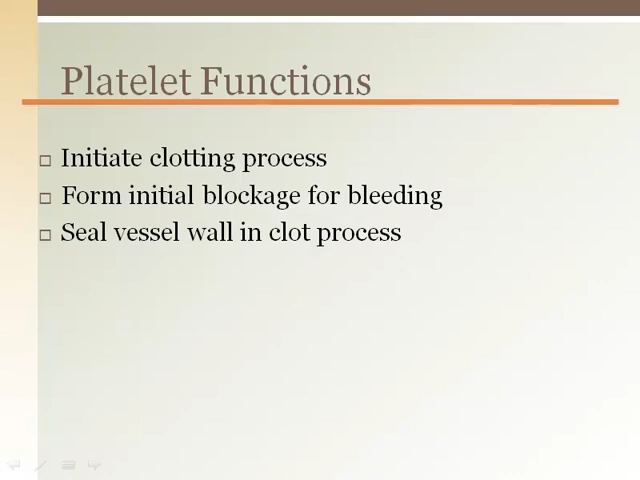 Platelet Functions
Initiate clotting process
Form initial blockage for bleeding
Seal vessel wall in clot process